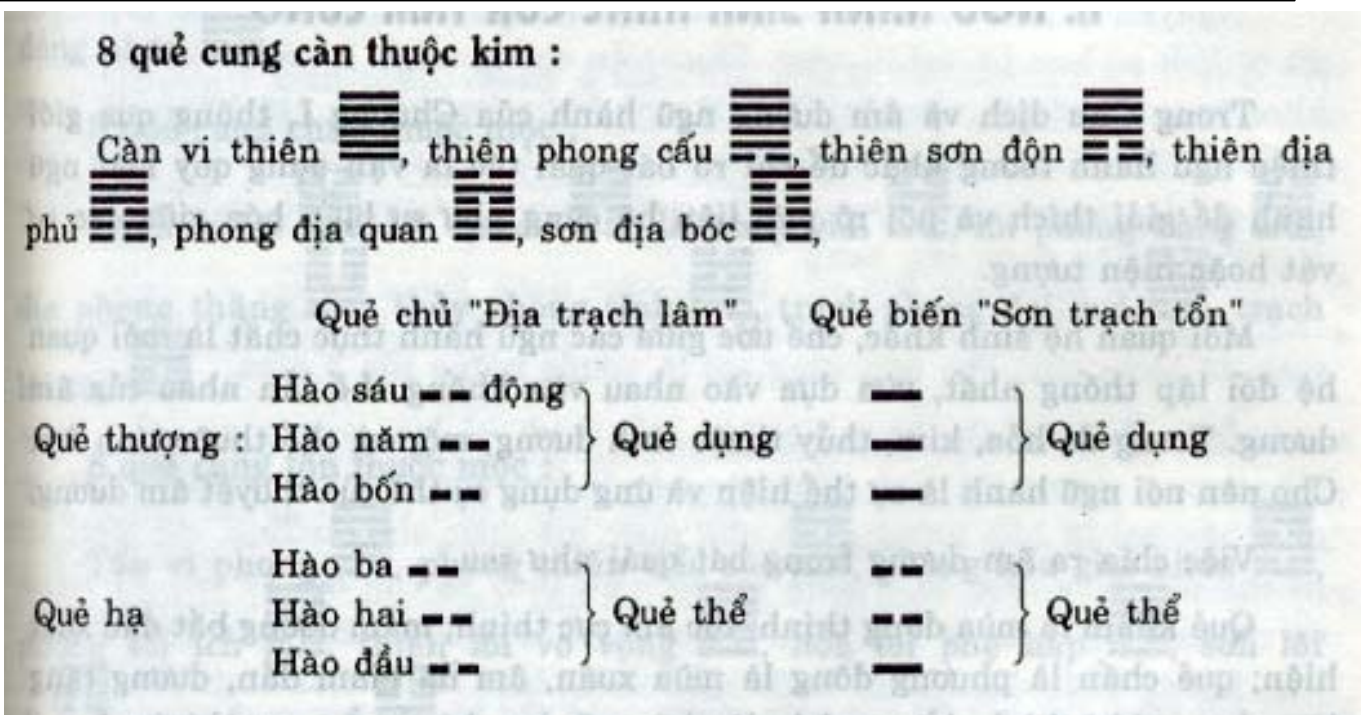 8 quẻ cung càn thuộc kim :
Càn vi thiên ䷀, thiên phong cấu ䷫, thiên sơn độn ䷠, thiên địa
phủ ䷋, phong địa quan ䷓, sơn địa bóc ䷖,
Quẻ chủ "Địa trạch lâm" Quẻ biến "Sơn trạch tổn"
Hào sáu ⚋ động ⚊
Quẻ thượng : Hào năm ⚋ Quẻ dụng ⚊ Quẻ dụng
Hào bốn ⚋ ⚊
Hào ba ⚋ ⚋
Quẻ hạ Hào hai ⚋ Quẻ thể ⚋ Quẻ thể
Hào đầu ⚋ ⚊